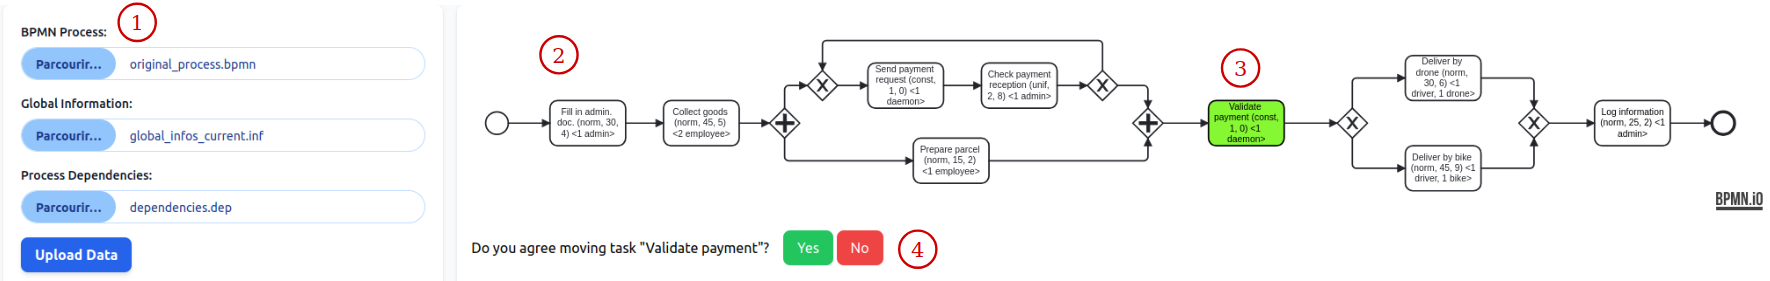 BPMN Process:
1
Parcourir... original_process.bpmn
Global Information:
Parcourir... global_infos_current.inf
Process Dependencies:
Parcourir... dependencies.dep
Upload Data
2
Fill in admin.
doc. (norm, 30,
4) <1 admin>
Collect goods
(norm, 45, 5)
<2 employee>
X
Send payment
request (const,
1, 0) <1
daemon>
Check payment
reception (unif,
2, 8) <1 admin>
X
Prepare parcel
(norm, 15, 2)
<1 employee>
3
Validate
payment (const,
1, 0) <1
daemon>
X
Deliver by
drone (norm,
30, 6) <1
driver, 1 drone>
Deliver by bike
(norm, 45, 9) <1
driver, 1 bike>
X
Log information
(norm, 25, 2) <1
admin>
BPMN.iO
Do you agree moving task "Validate payment"? Yes No
4